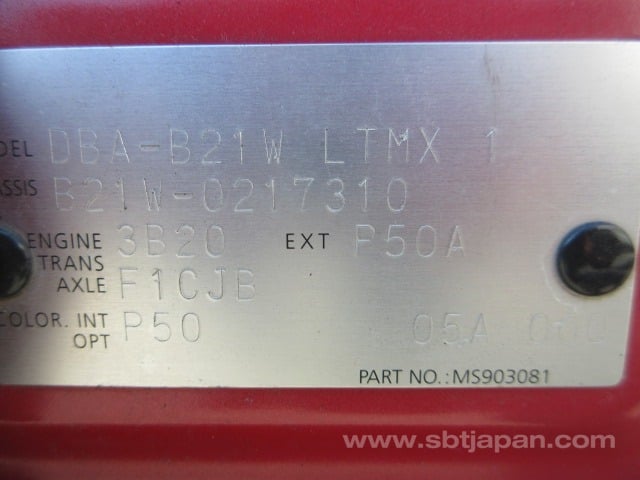 DEL DBA-B21W LTMX 1
ASSIS B21W-0217310
ENGINE 3B20 EXT P50A
TRANS
AXLE F1CJB
COLOR. INT P50 05A 000
OPT
PART NO.:MS903081
www.sbtjapan.com